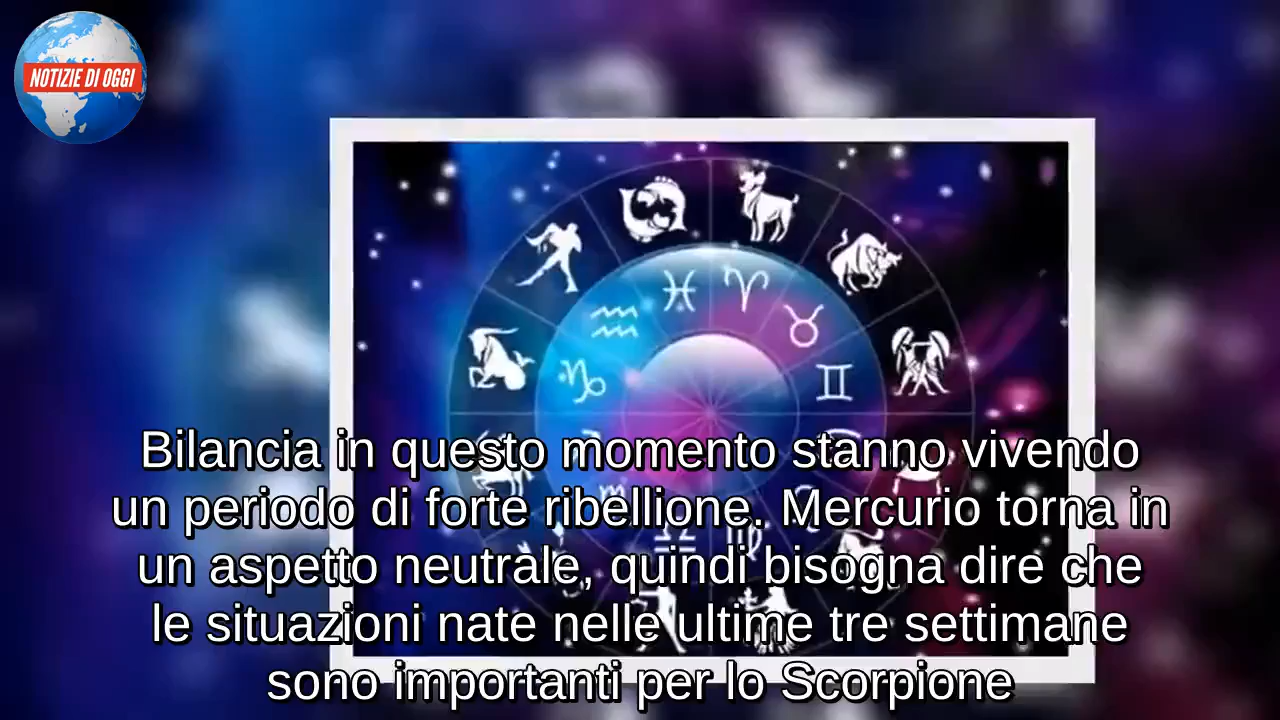 NOTIZIE DI OGGI
Bilancia in questo momento stanno vivendo
un periodo di forte ribellione. Mercurio torna in
un aspetto neutrale, quindi bisogna dire che
le situazioni nate nelle ultime tre settimane
sono importanti per lo Scorpione